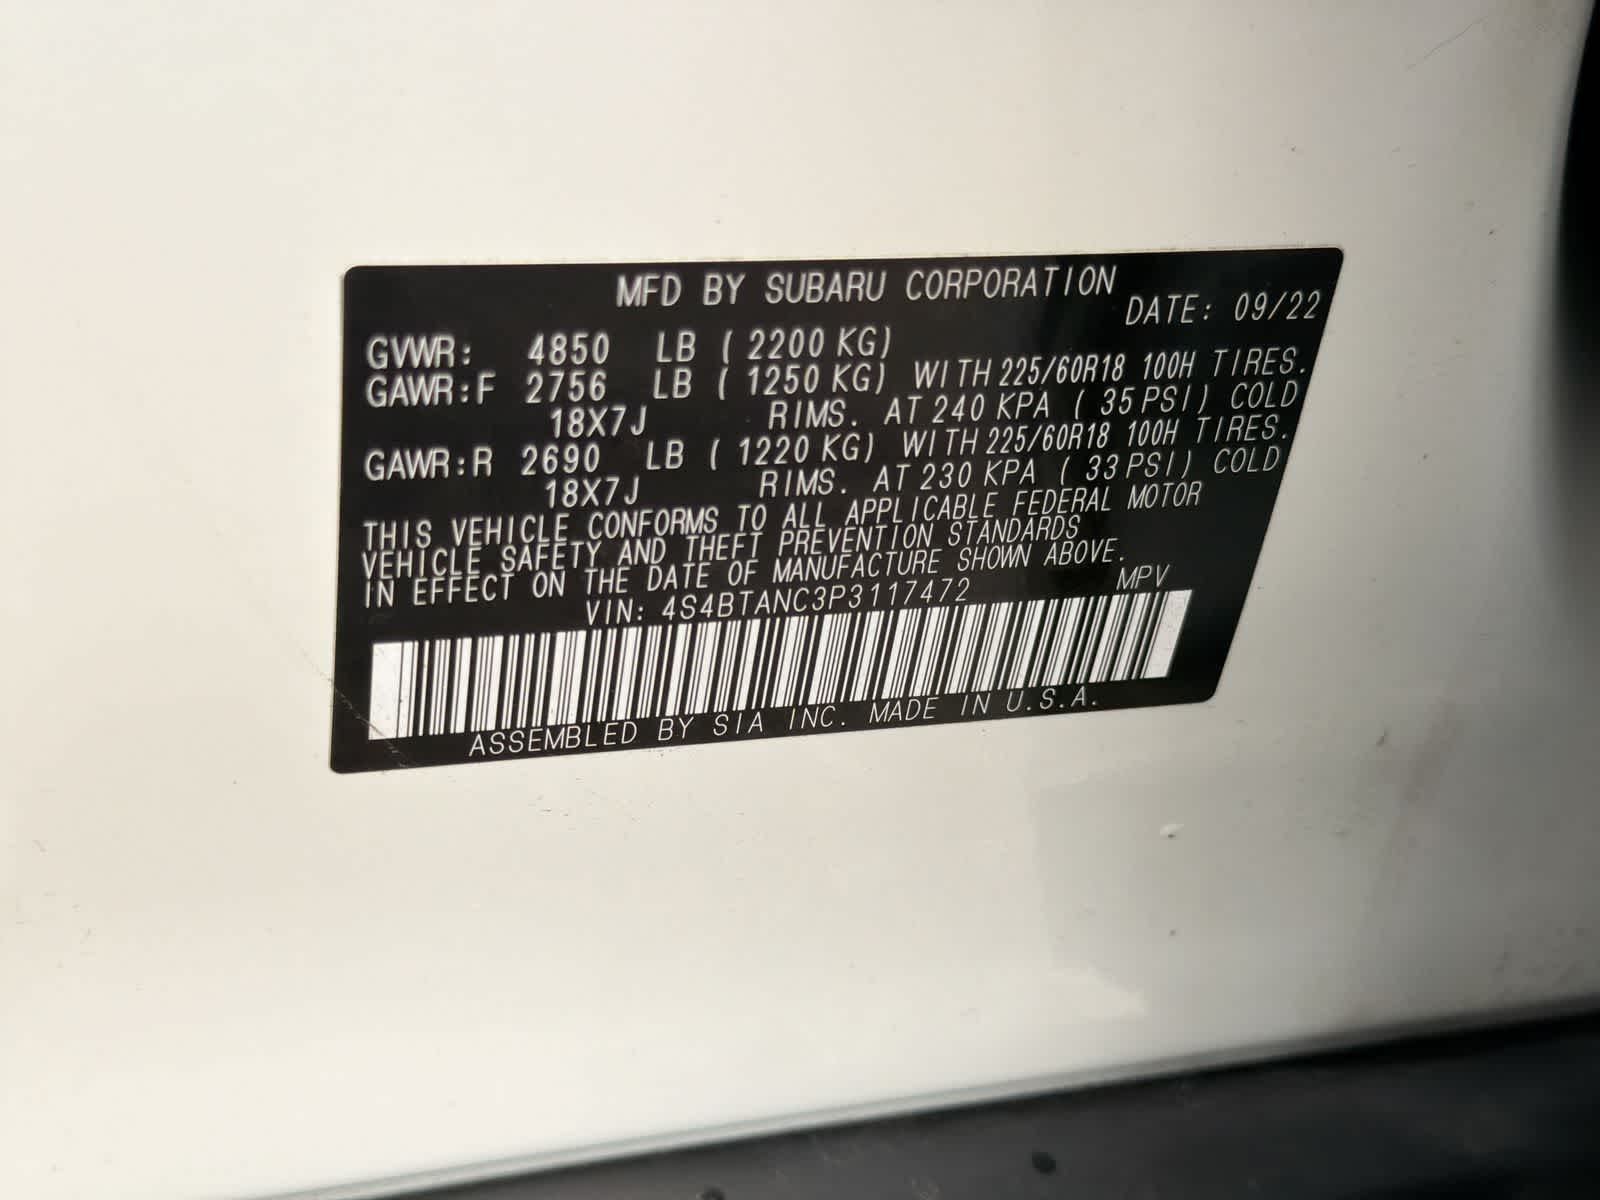 MFD BY SUBARU CORPORATION
DATE: 09/22
GVWR: 4850 LB (2200 KG)
GAWR:F 2756 LB (1250 KG) WITH 225/60R18 100H TIRES.
18X7J RIMS. AT 240 KPA (35 PSI) COLD
GAWR:R 2690 LB (1220 KG) WITH 225/60R18 100H TIRES.
18X7J RIMS. AT 230 KPA (33 PSI) COLD
THIS VEHICLE CONFORMS TO ALL APPLICABLE FEDERAL MOTOR
VEHICLE SAFETY AND THEFT PREVENTION STANDARDS
IN EFFECT ON THE DATE OF MANUFACTURE SHOWN ABOVE.
VIN: 4S4BTANC3P3117472 MPV
ASSEMBLED BY SIA INC. MADE IN U.S.A.